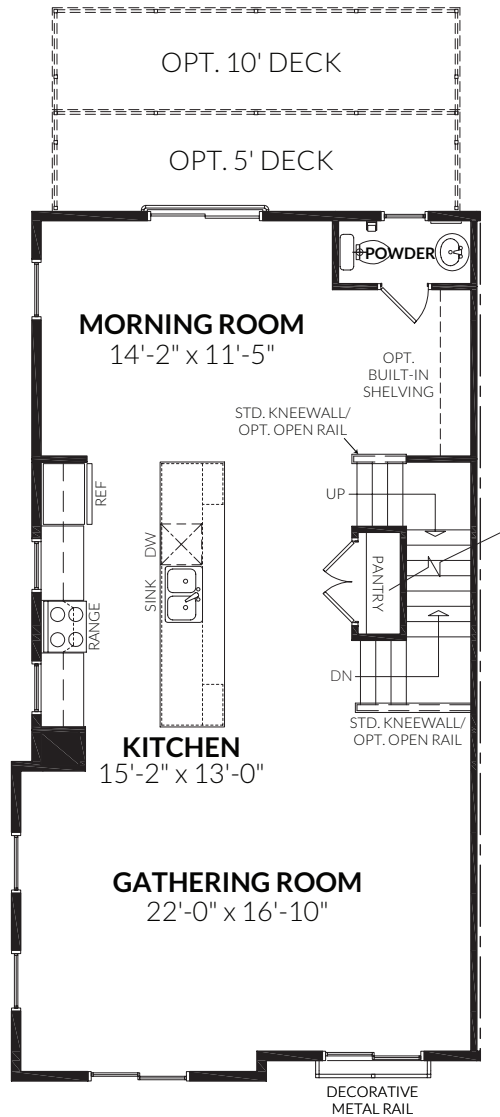 OPT. 10' DECK
OPT. 5' DECK
POWDER
MORNING ROOM
14'-2" x 11'-5"
OPT.
BUILT-IN
SHELVING
STD. KNEEWALL/
OPT. OPEN RAIL
REF
UP
DW
SINK
PANTRY
RANGE
DN
STD. KNEEWALL/
OPT. OPEN RAIL
KITCHEN
15'-2" x 13'-0"
GATHERING ROOM
22'-0" x 16'-10"
DECORATIVE
METAL RAIL